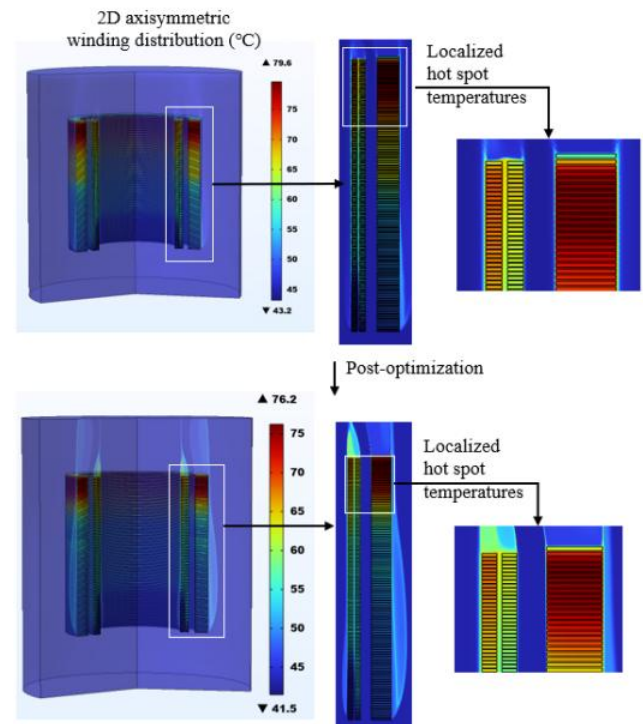 2D axisymmetric
winding distribution (℃)
▲ 79.6
75
70
65
60
55
50
45
▼ 43.2
Localized
hot spot
temperatures
Post-optimization
▲ 76.2
75
70
65
60
55
50
45
▼ 41.5
Localized
hot spot
temperatures